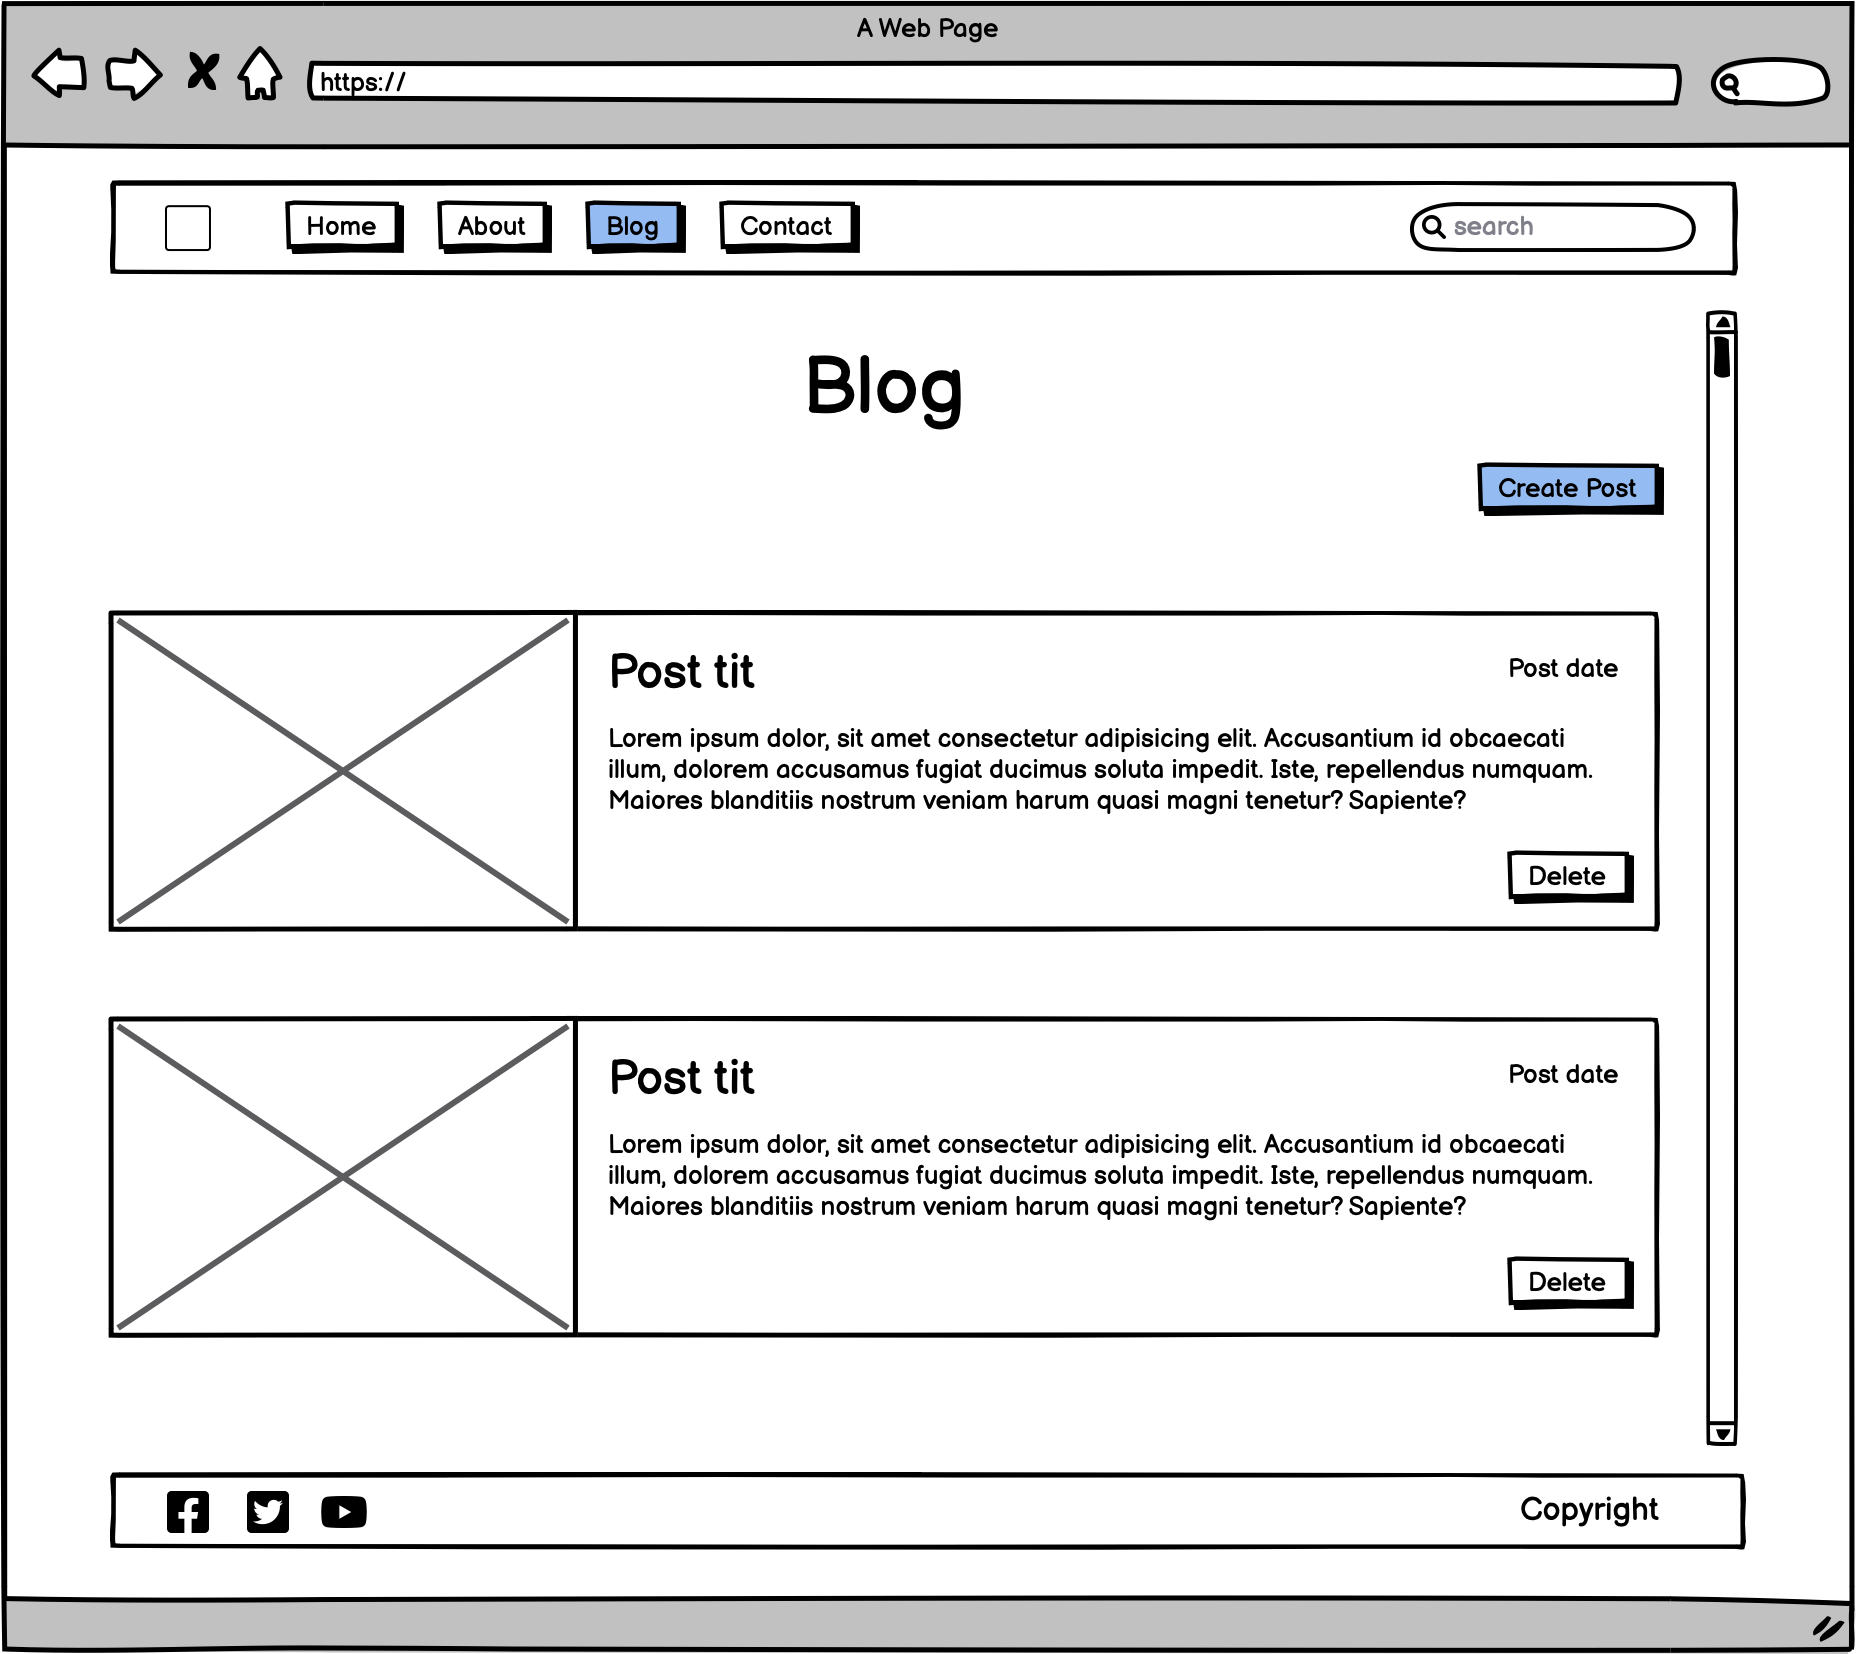 A Web Page
https://
Home About Blog Contact search
Blog
Create Post
Post tit Post date
Lorem ipsum dolor, sit amet consectetur adipisicing elit. Accusantium id obcaecati
illum, dolorem accusamus fugiat ducimus soluta impedit. Iste, repellendus numquam.
Maiores blanditiis nostrum veniam harum quasi magni tenetur? Sapiente?
Delete
Post tit Post date
Lorem ipsum dolor, sit amet consectetur adipisicing elit. Accusantium id obcaecati
illum, dolorem accusamus fugiat ducimus soluta impedit. Iste, repellendus numquam.
Maiores blanditiis nostrum veniam harum quasi magni tenetur? Sapiente?
Delete
Copyright